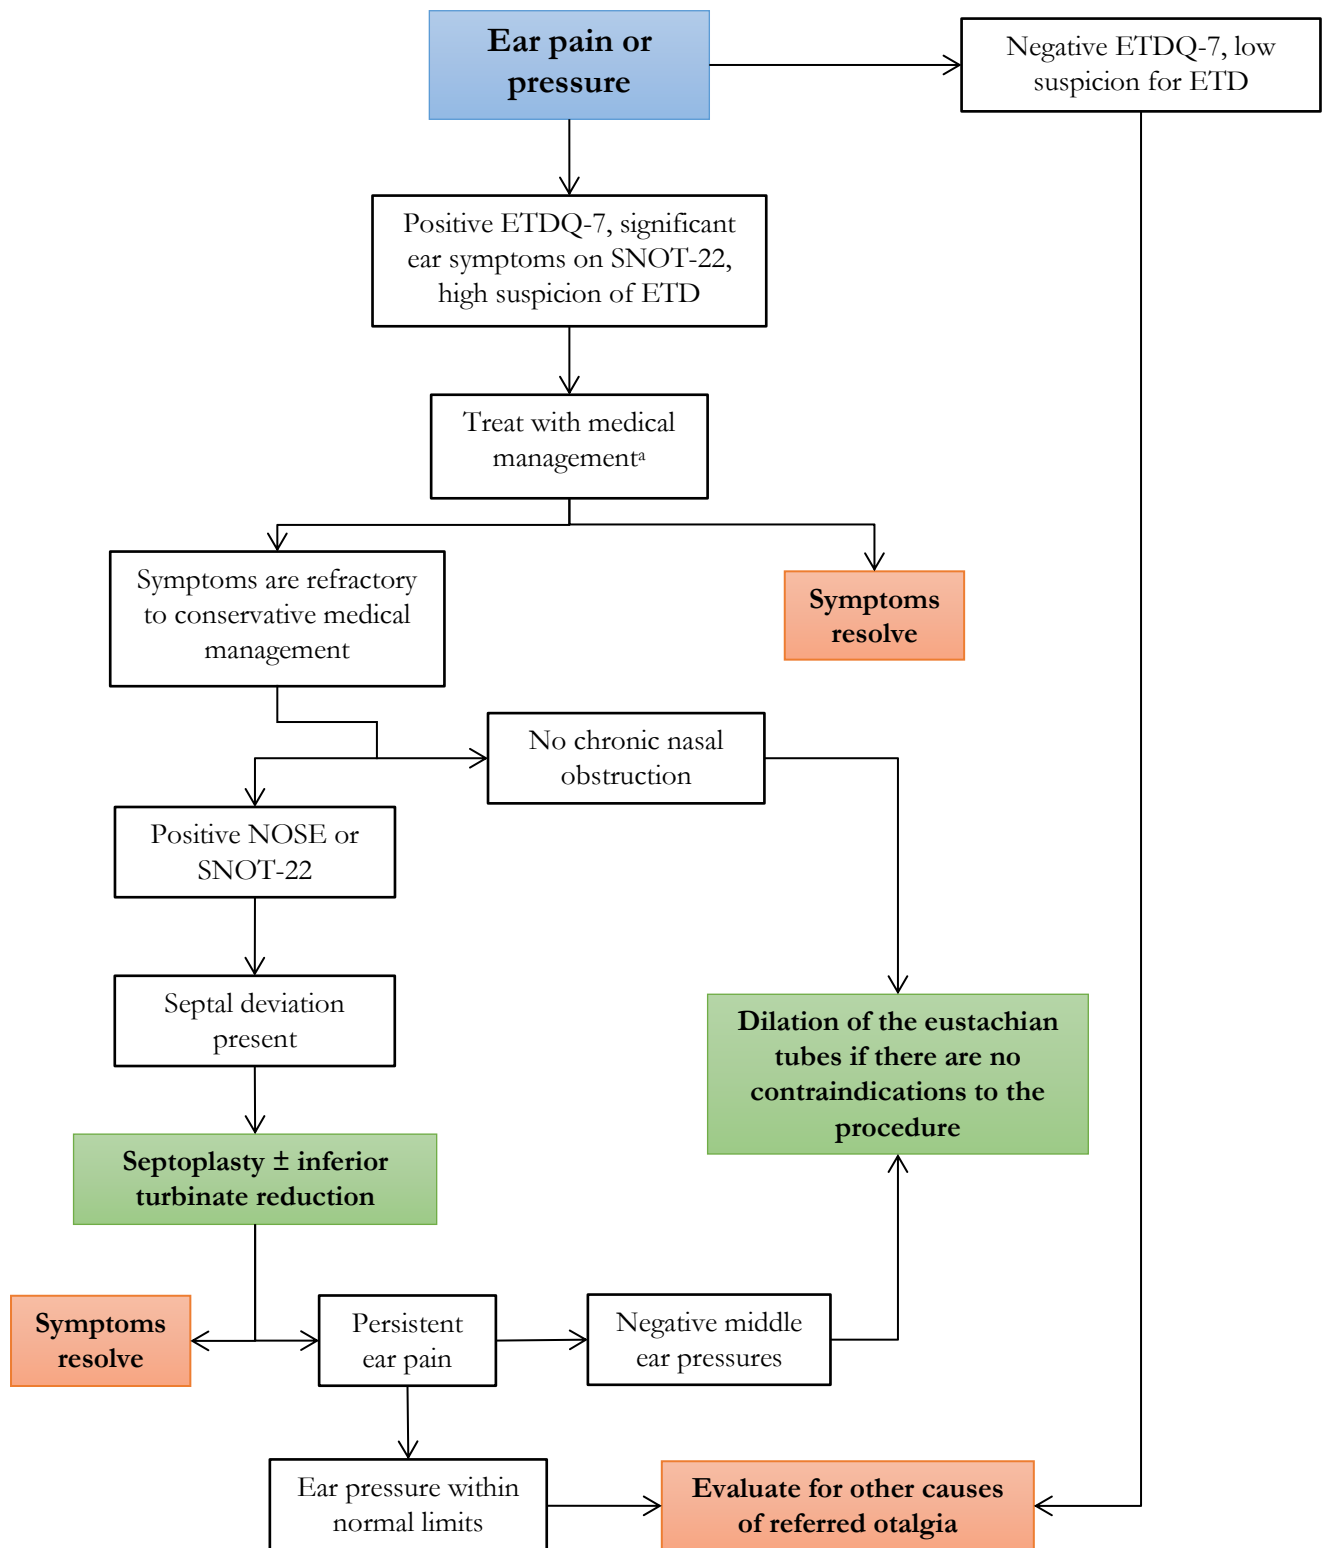 Ear pain or
pressure
Negative ETDQ-7, low
suspicion for ETD
Positive ETDQ-7, significant
ear symptoms on SNOT-22,
high suspicion of ETD
Treat with medical
managementᵃ
Symptoms are refractory
to conservative medical
management
Symptoms
resolve
No chronic nasal
obstruction
Positive NOSE or
SNOT-22
Septal deviation
present
Dilation of the eustachian
tubes if there are no
contraindications to the
procedure
Septoplasty ± inferior
turbinate reduction
Symptoms
resolve
Persistent
ear pain
Negative middle
ear pressures
Ear pressure within
normal limits
Evaluate for other causes
of referred otalgia